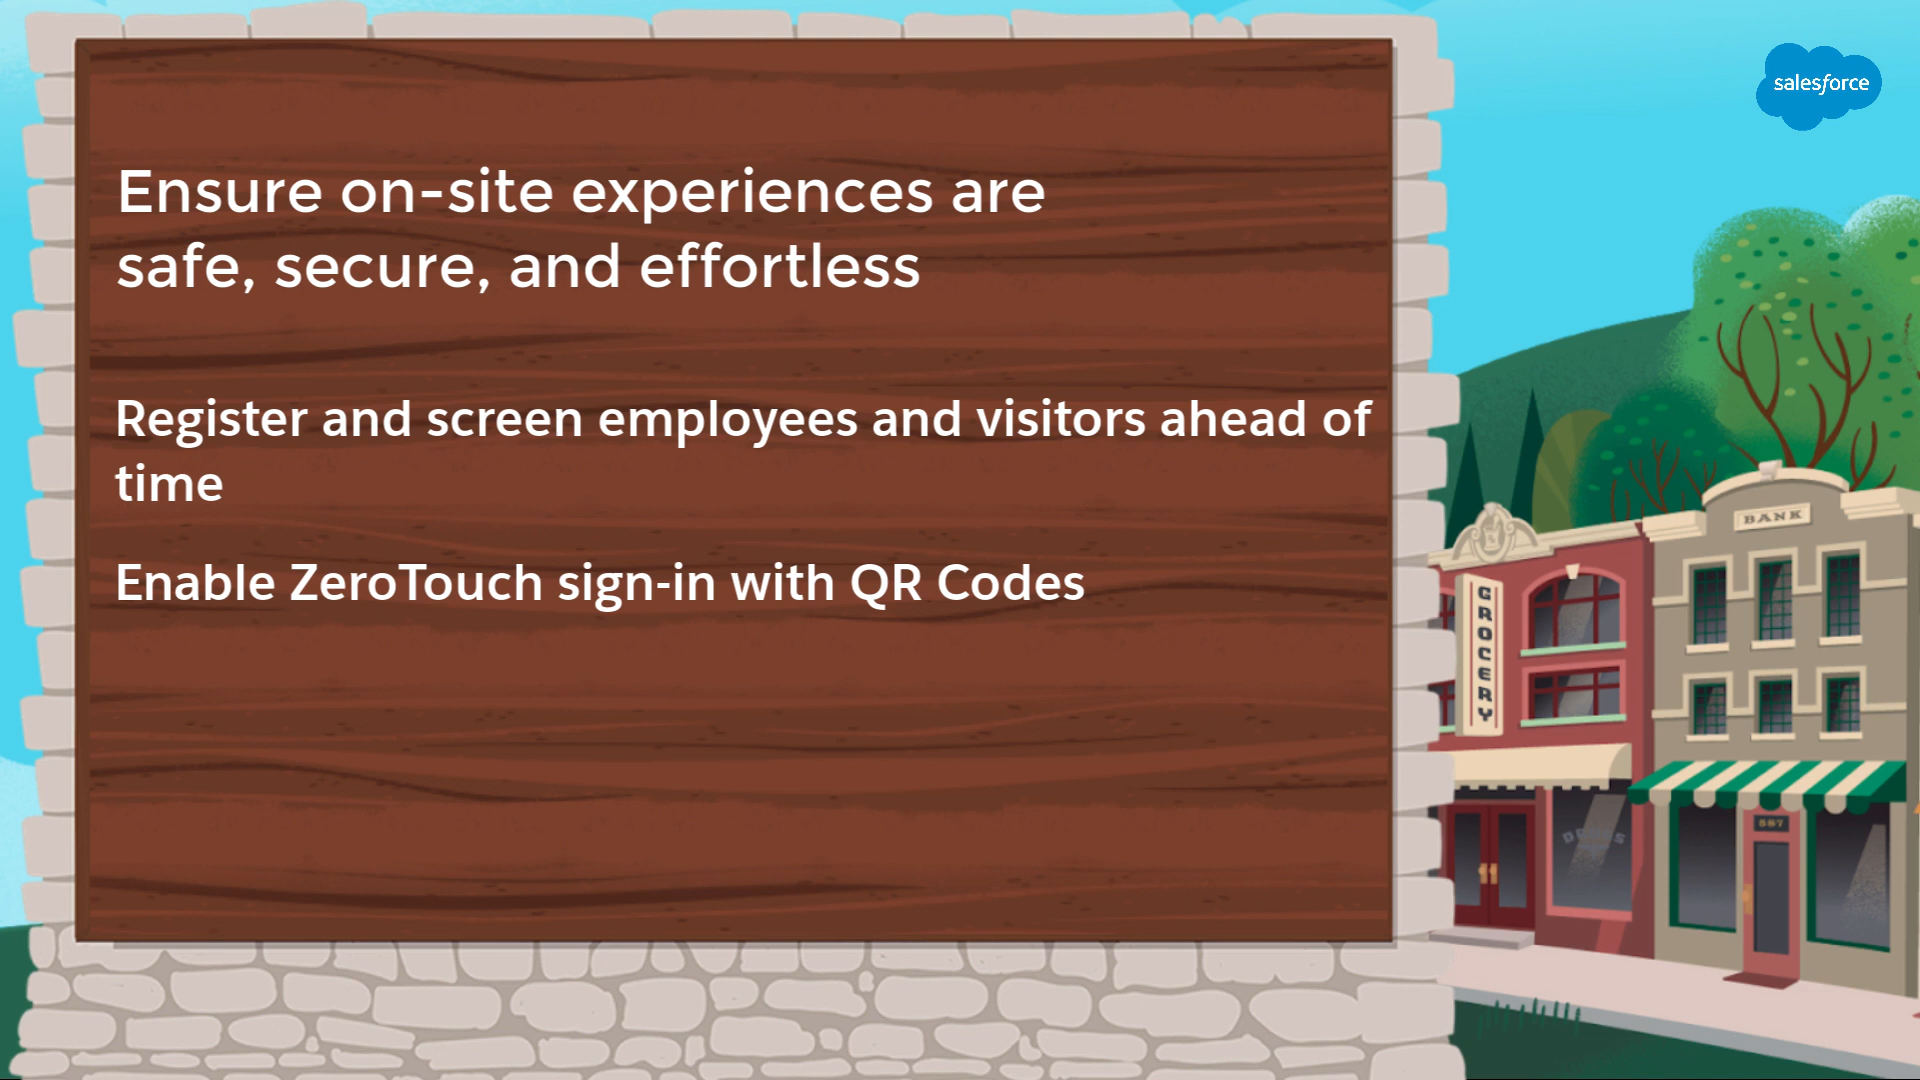 salesforce
Ensure on-site experiences are
safe, secure, and effortless
Register and screen employees and visitors ahead of
time
Enable ZeroTouch sign-in with QR Codes
BANK
GROCERY
587